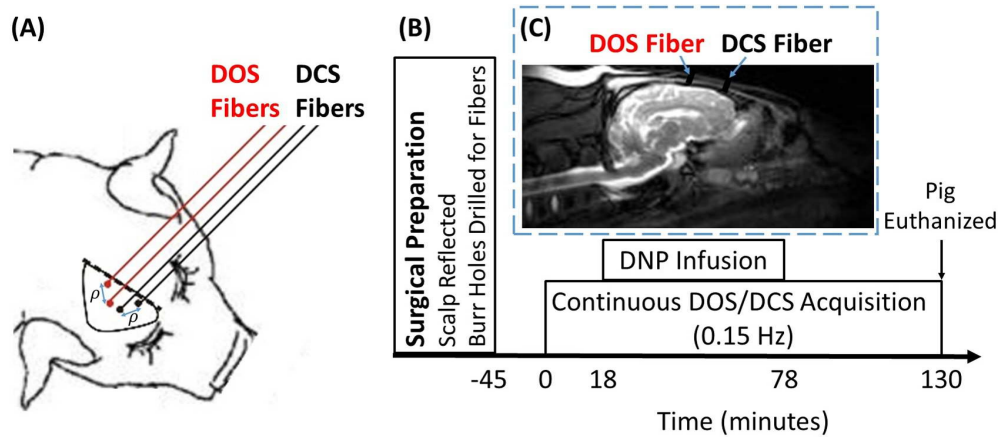 (A)
DOS
Fibers
DCS
Fibers
ρ
ρ
(B)
Surgical Preparation
Scalp Reflected
Burr Holes Drilled for Fibers
(C)
DOS Fiber
DCS Fiber
Pig
Euthanized
DNP Infusion
Continuous DOS/DCS Acquisition
(0.15 Hz)
-45 0 18 78 130
Time (minutes)